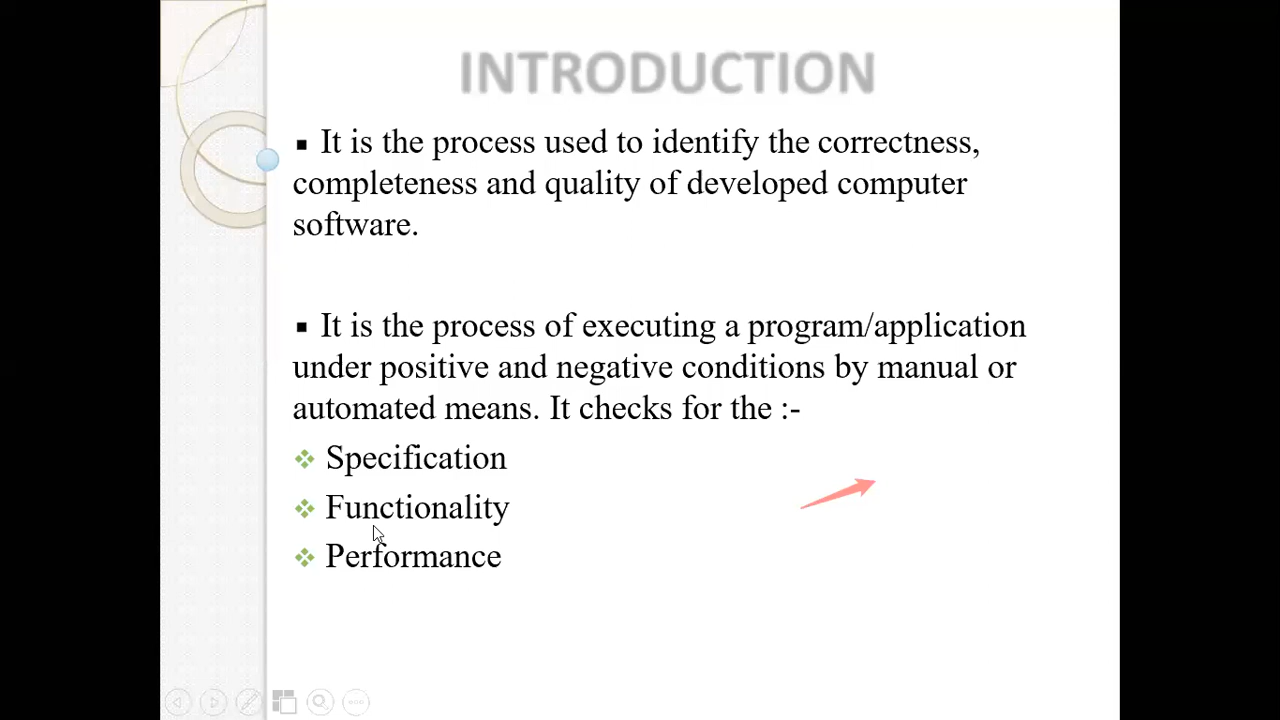 INTRODUCTION
▪ It is the process used to identify the correctness,
completeness and quality of developed computer
software.
▪ It is the process of executing a program/application
under positive and negative conditions by manual or
automated means. It checks for the :-
❖ Specification
❖ Functionality
❖ Performance